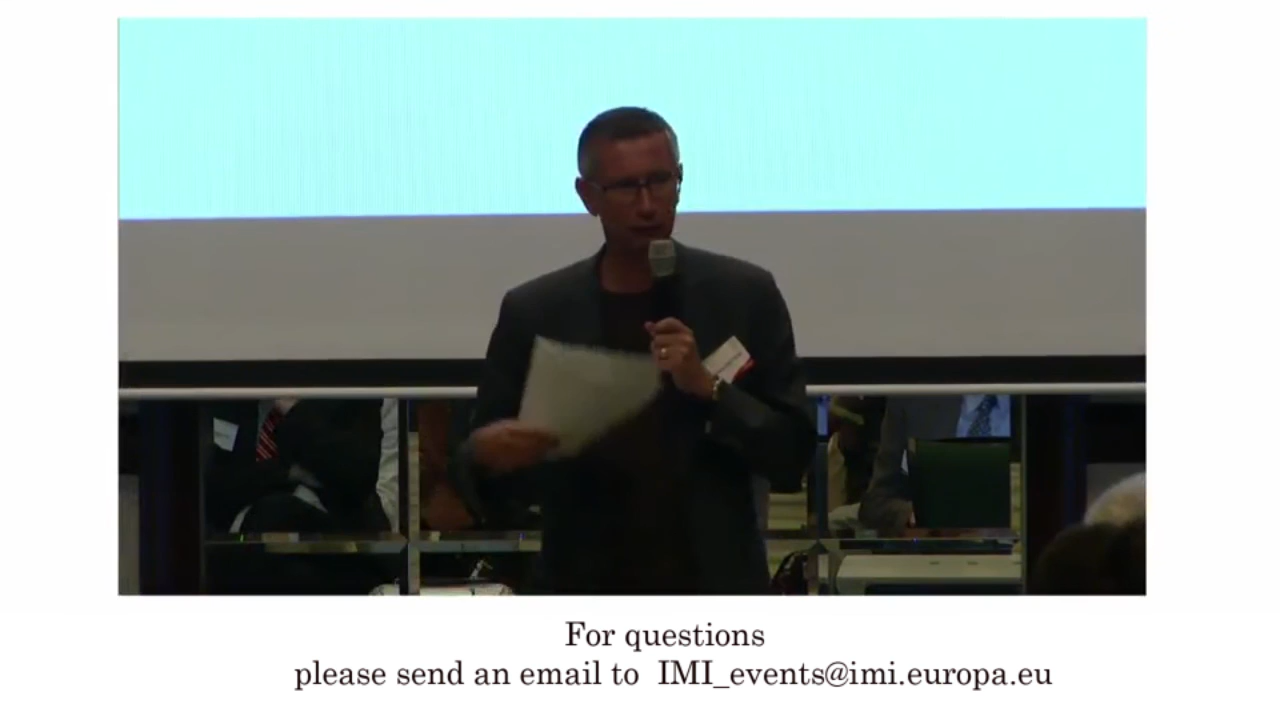 For questions
please send an email to IMI_events@imi.europa.eu